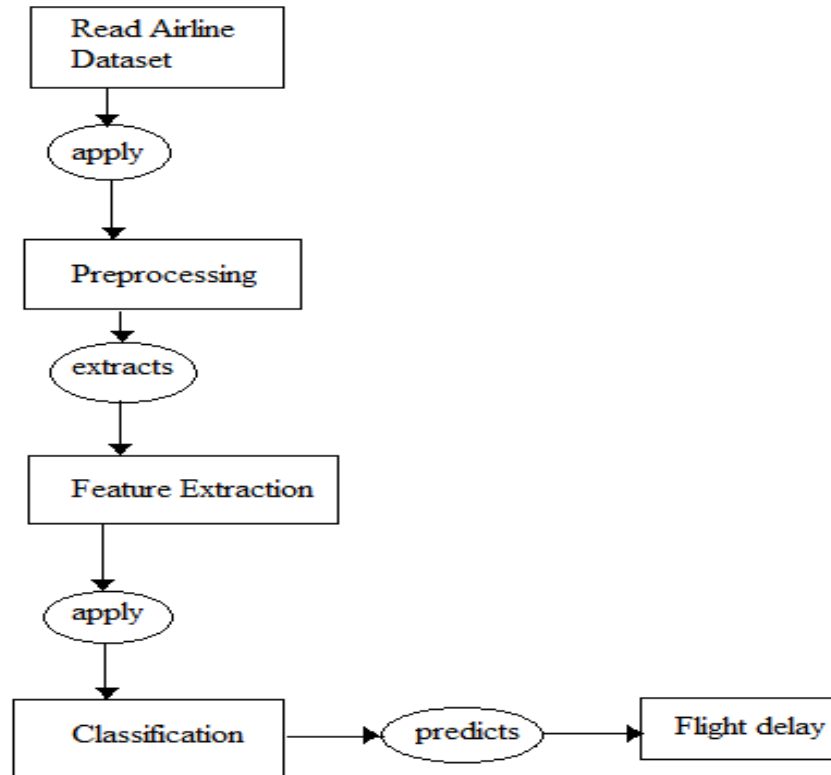 Read Airline
Dataset
apply
Preprocessing
extracts
Feature Extraction
apply
Classification
predicts
Flight delay